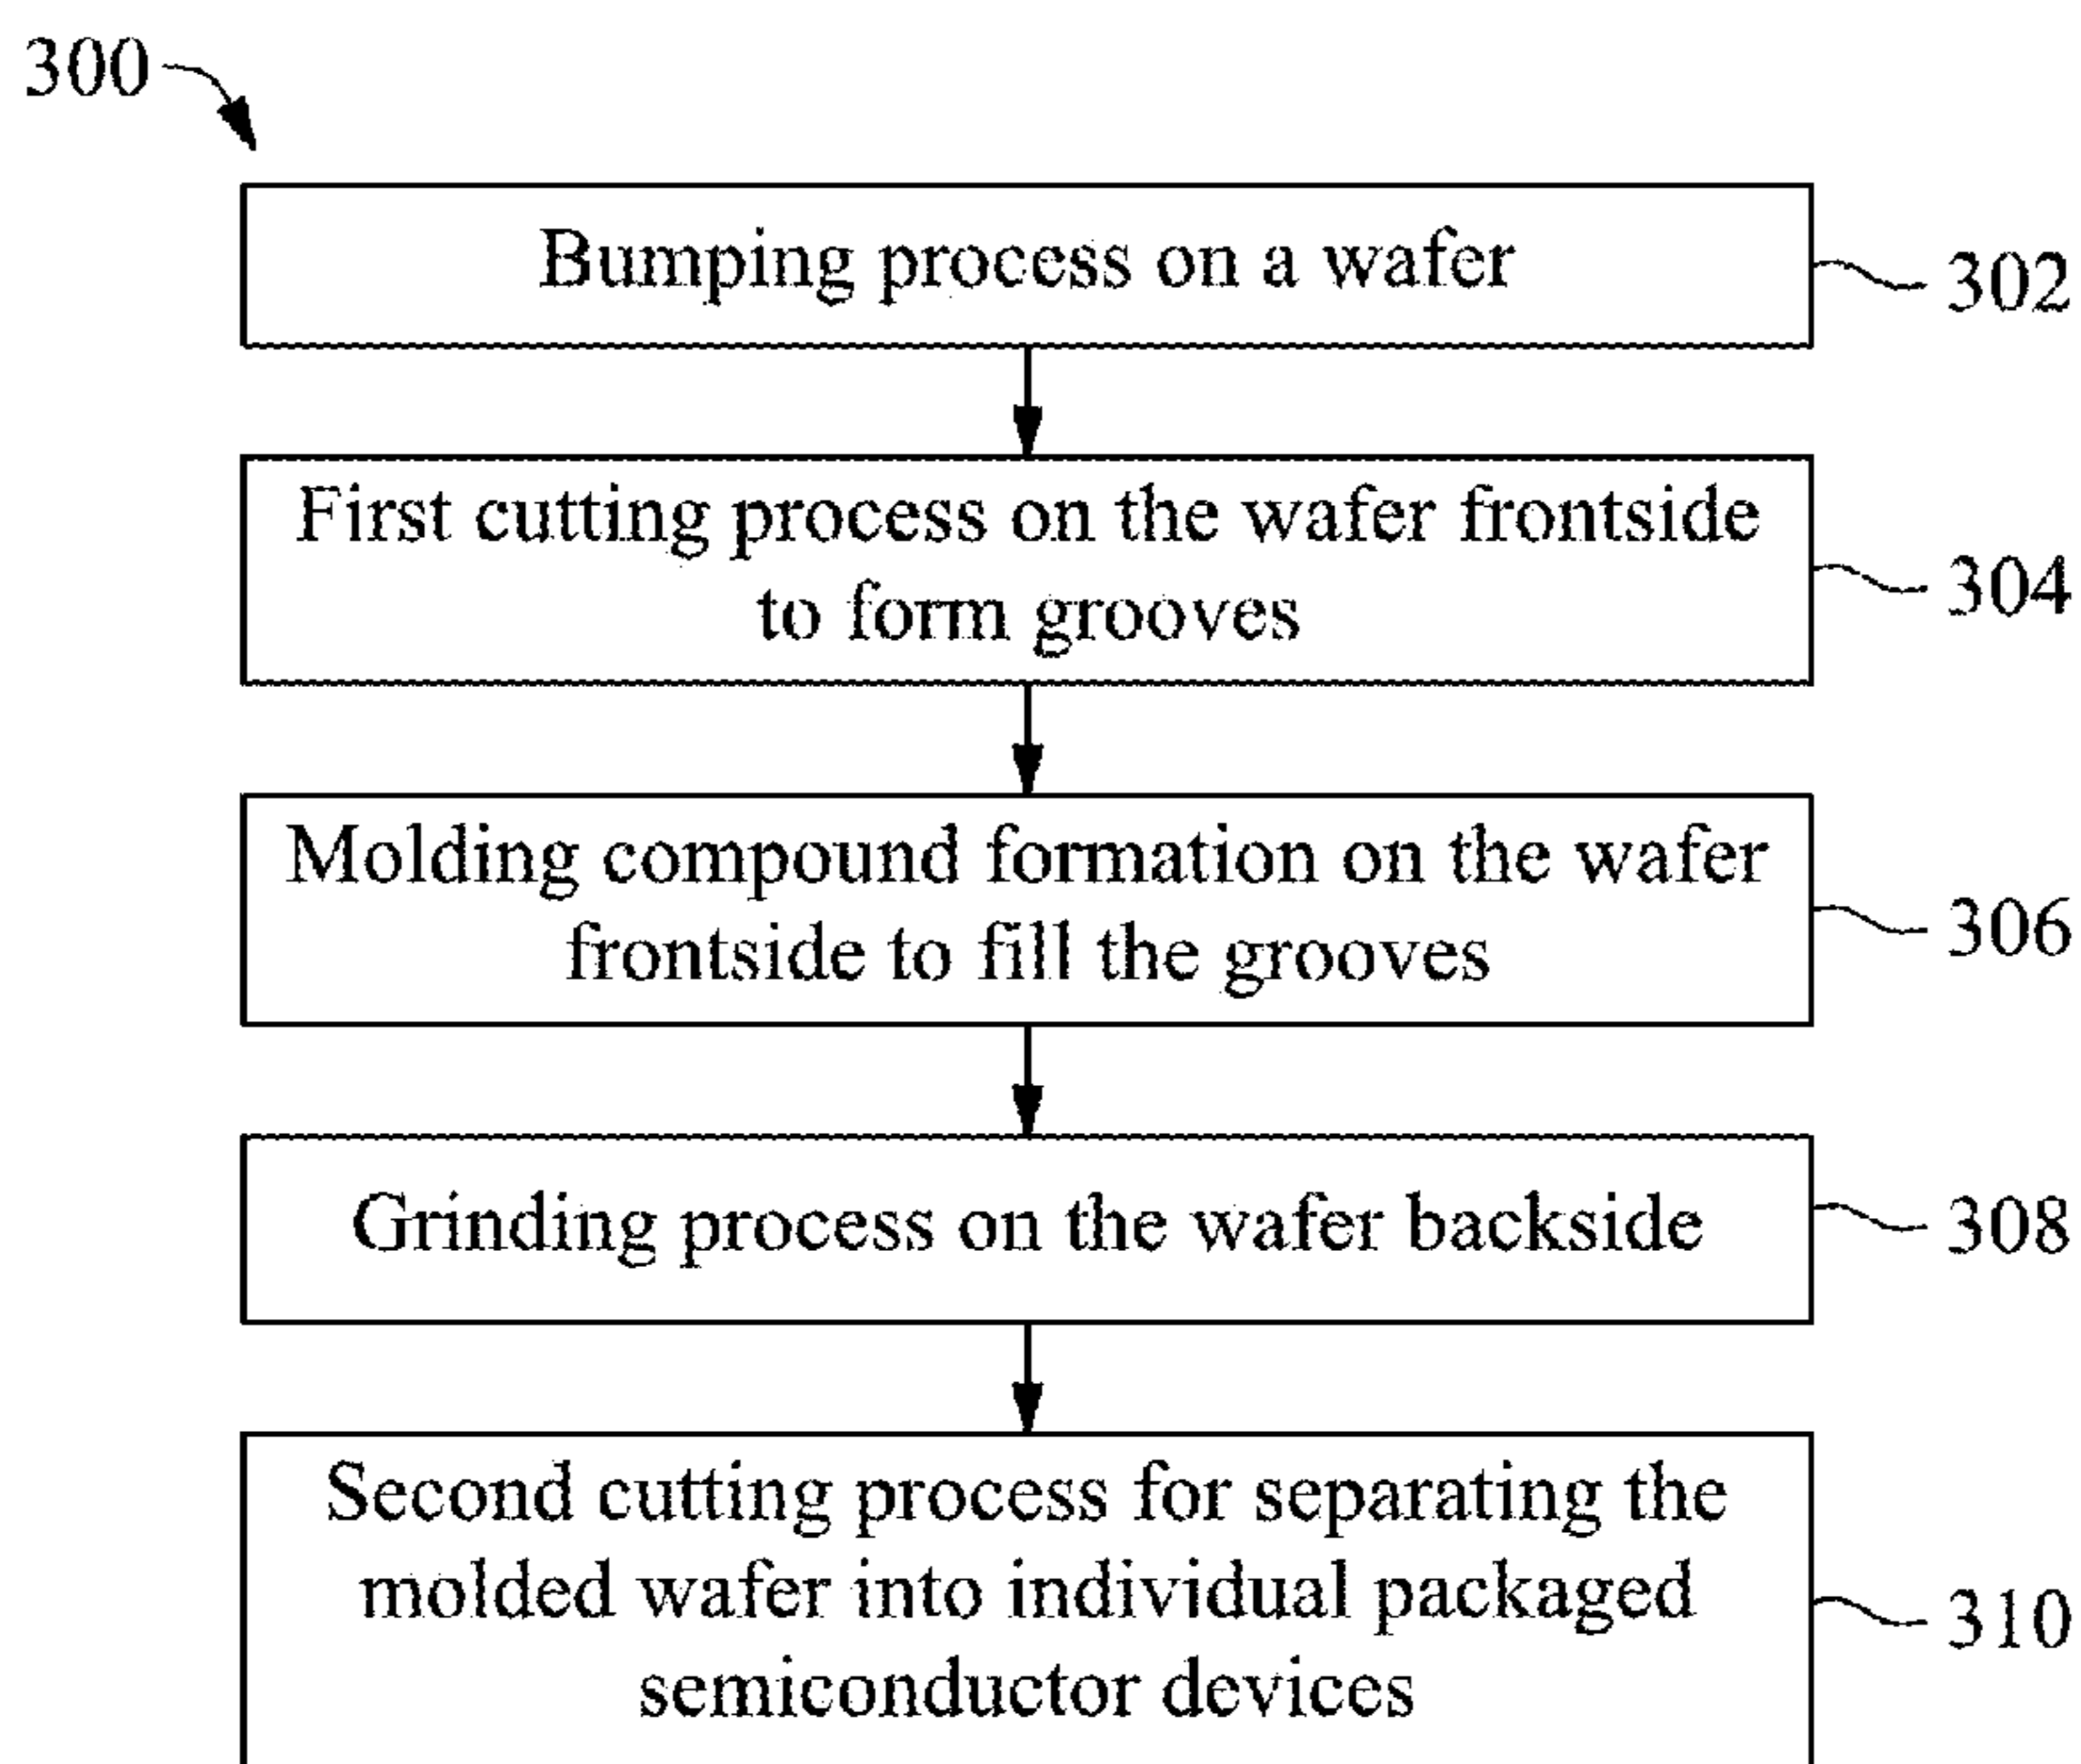 300
Bumping process on a wafer
302
First cutting process on the wafer frontside
to form grooves
304
Molding compound formation on the wafer
frontside to fill the grooves
306
Grinding process on the wafer backside
308
Second cutting process for separating the
molded wafer into individual packaged
semiconductor devices
310